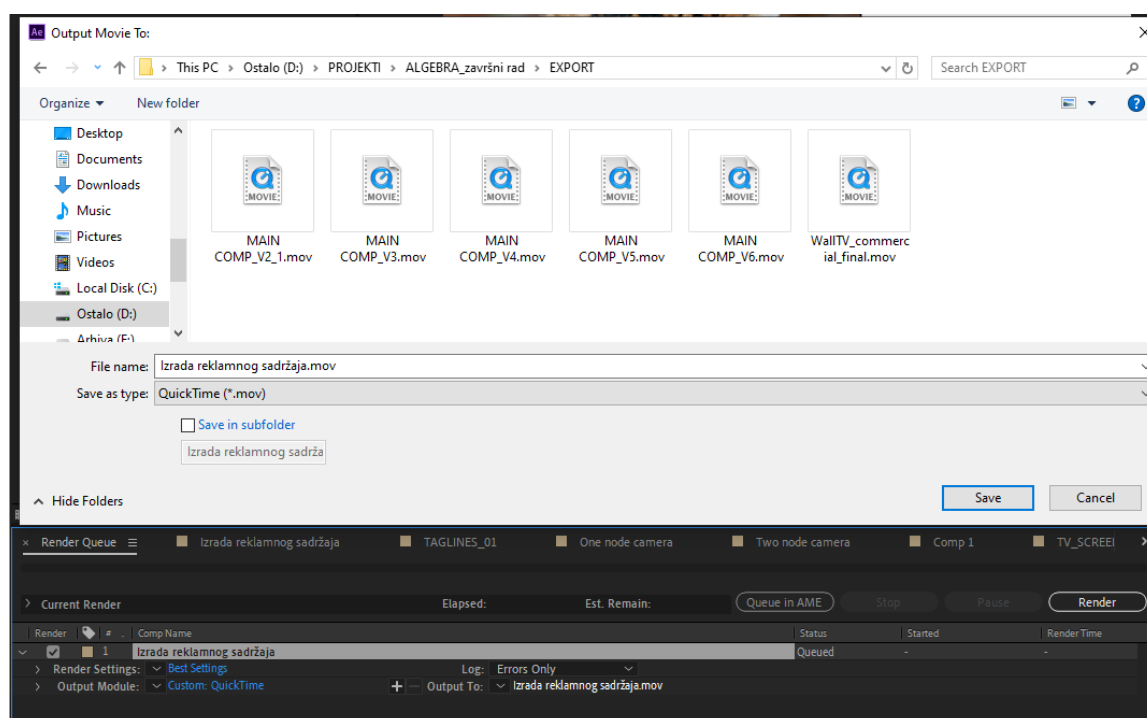 Ae Output Movie To:
This PC > Ostalo (D:) > PROJEKTI > ALGEBRA_završni rad > EXPORT
Search EXPORT
Organize
New folder
Desktop
Documents
Downloads
Music
Pictures
Videos
Local Disk (C:)
Ostalo (D:)
Arhiva (E:)
MOVIE MOVIE MOVIE MOVIE MOVIE MOVIE
MAIN MAIN MAIN MAIN MAIN WallTV_commerc
COMP_V2_1.mov COMP_V3.mov COMP_V4.mov COMP_V5.mov COMP_V6.mov ial_final.mov
File name: Izrada reklamnog sadržaja.mov
Save as type: QuickTime (*.mov)
Save in subfolder
Izrada reklamnog sadrža
Hide Folders
Save Cancel
Render Queue Izrada reklamnog sadržaja TAGLINES_01 One node camera Two node camera Comp 1 TV_SCREE
Current Render Elapsed: Est. Remain: Queue in AME Stop Pause Render
Render # . Comp Name Status Started Render Time
1 Izrada reklamnog sadržaja Queued - -
Render Settings: Best Settings Log: Errors Only
Output Module: Custom: QuickTime + – Output To: Izrada reklamnog sadržaja.mov